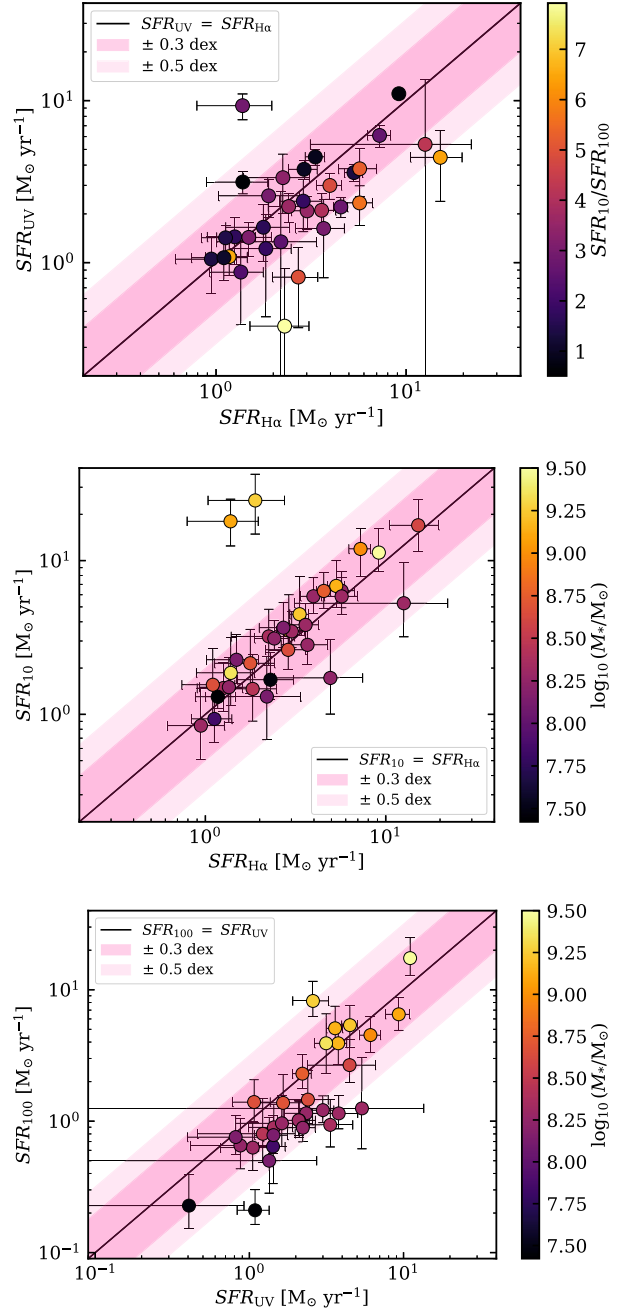 SFR_UV = SFR_Hα
± 0.3 dex
± 0.5 dex
10^1
10^0
SFR_UV [M_⊙ yr^−1]
10^0 10^1
SFR_Hα [M_⊙ yr^−1]
7
6
5
4
3
2
1
SFR_10/SFR_100
10^1
10^0
SFR_10 [M_⊙ yr^−1]
SFR_10 = SFR_Hα
± 0.3 dex
± 0.5 dex
10^0 10^1
SFR_Hα [M_⊙ yr^−1]
9.50
9.25
9.00
8.75
8.50
8.25
8.00
7.75
7.50
log_10(M_*/M_⊙)
SFR_100 = SFR_UV
± 0.3 dex
± 0.5 dex
10^1
10^0
10^−1
SFR_100 [M_⊙ yr^−1]
10^−1 10^0 10^1
SFR_UV [M_⊙ yr^−1]
9.50
9.25
9.00
8.75
8.50
8.25
8.00
7.75
7.50
log_10(M_*/M_⊙)